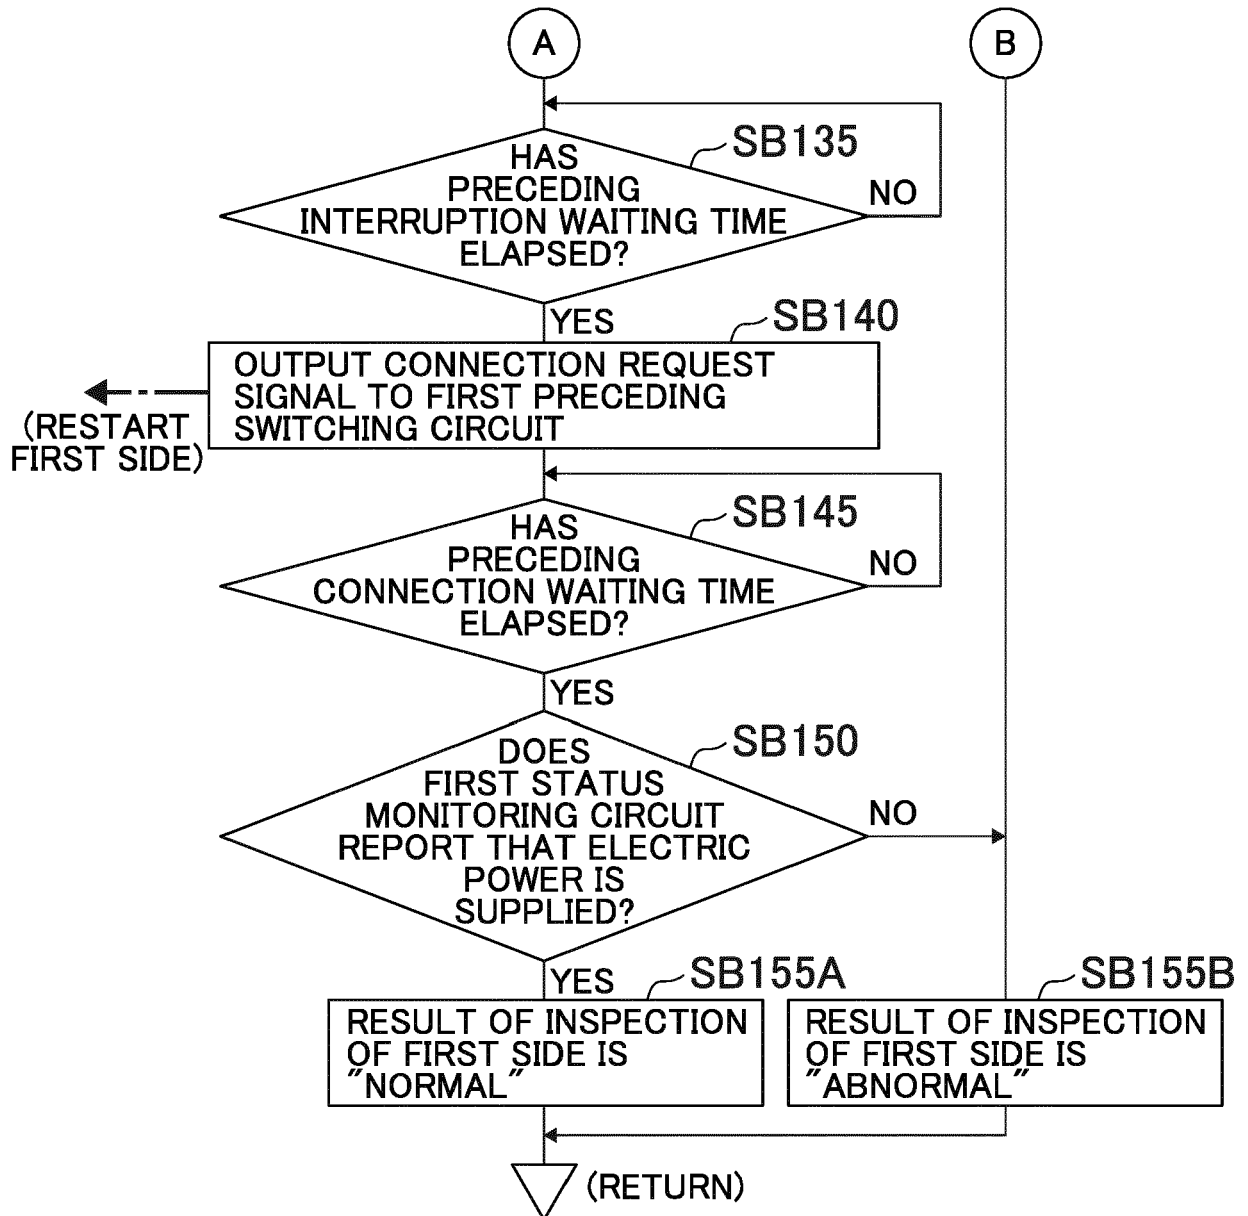 A
B
SB135
HAS
PRECEDING
INTERRUPTION WAITING TIME
ELAPSED?
NO
YES
SB140
OUTPUT CONNECTION REQUEST
SIGNAL TO FIRST PRECEDING
SWITCHING CIRCUIT
(RESTART
FIRST SIDE)
SB145
HAS
PRECEDING
CONNECTION WAITING TIME
ELAPSED?
NO
YES
SB150
DOES
FIRST STATUS
MONITORING CIRCUIT
REPORT THAT ELECTRIC
POWER IS
SUPPLIED?
NO
YES
SB155A
RESULT OF INSPECTION
OF FIRST SIDE IS
"NORMAL"
SB155B
RESULT OF INSPECTION
OF FIRST SIDE IS
"ABNORMAL"
(RETURN)